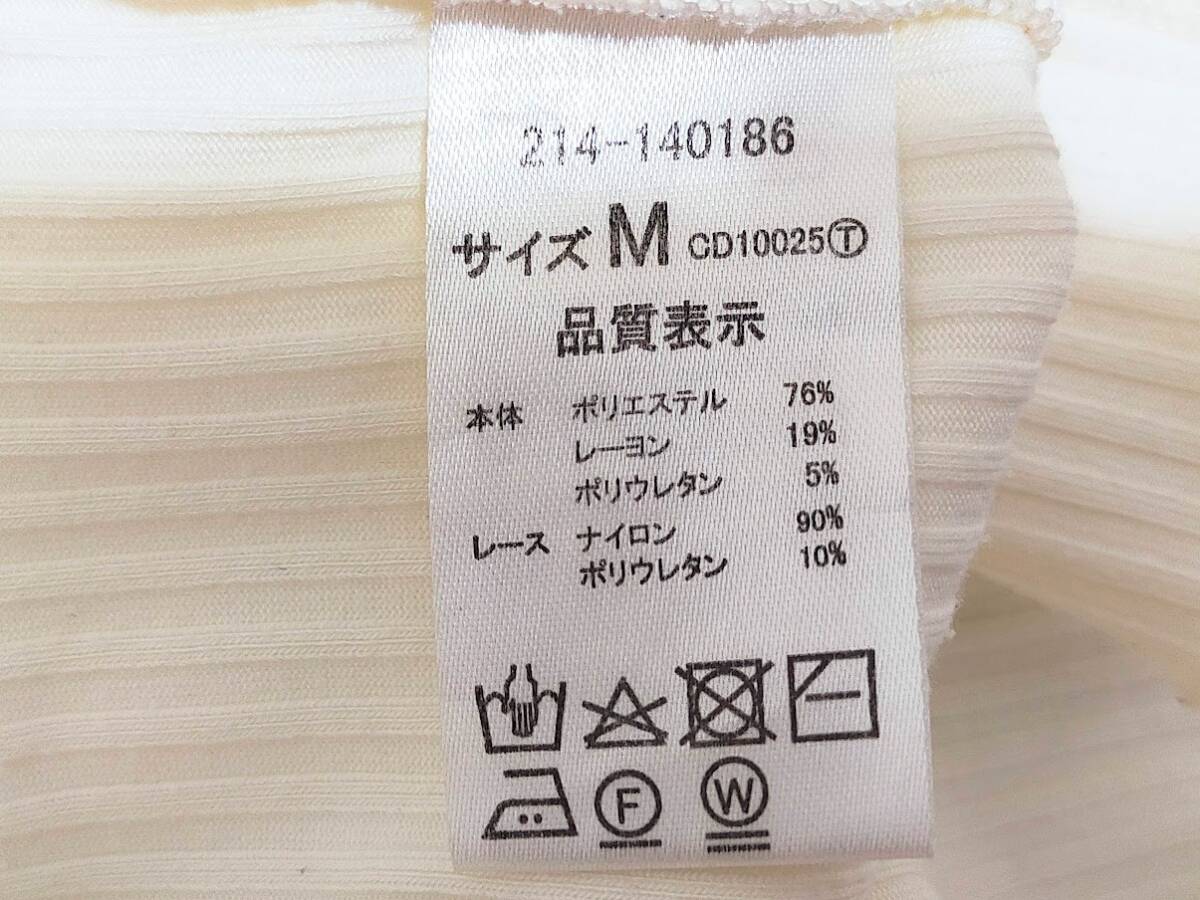 214-140186
サイズ M CD10025Ⓣ
品質表示
本体 ポリエステル 76%
レーヨン 19%
ポリウレタン 5%
レース ナイロン 90%
ポリウレタン 10%
Ⓕ Ⓦ